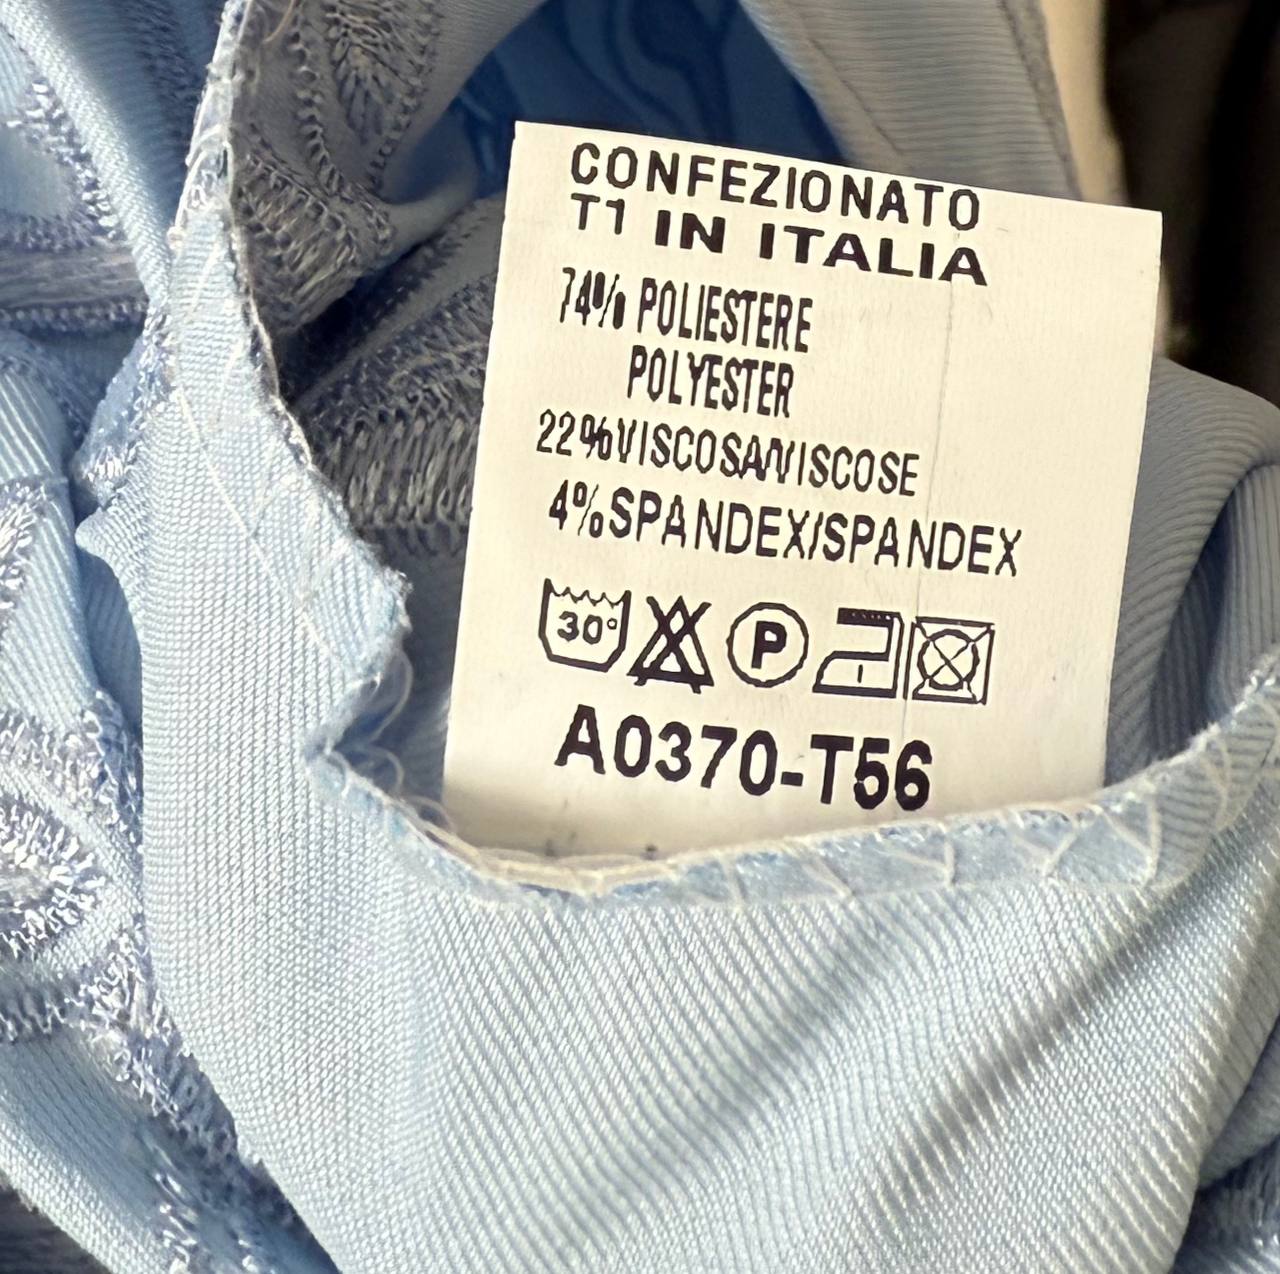 CONFEZIONATO
T1 IN ITALIA
74% POLIESTERE
POLYESTER
22%VISCOSA/VISCOSE
4%SPANDEX/SPANDEX
30°
P
A0370-T56